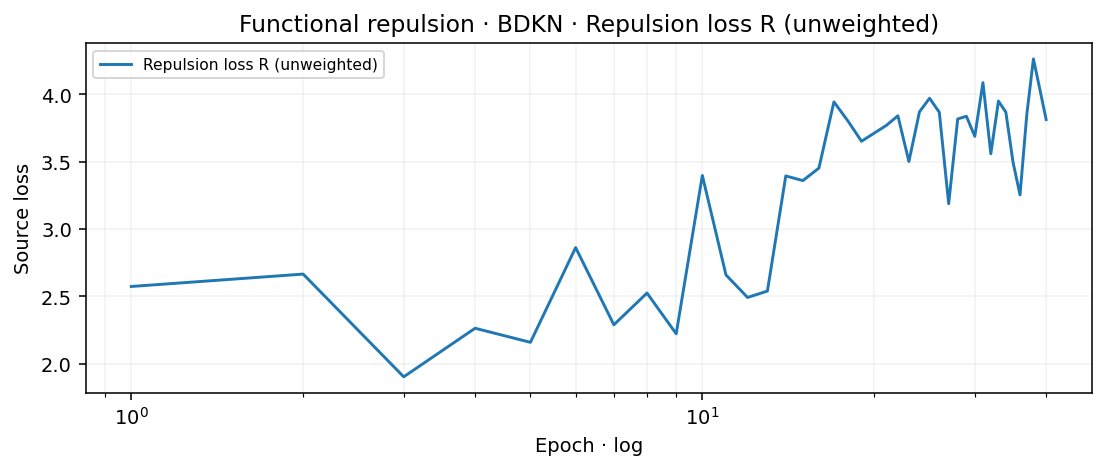 Functional repulsion · BDKN · Repulsion loss R (unweighted)
Repulsion loss R (unweighted)
Source loss
4.0
3.5
3.0
2.5
2.0
10⁰
10¹
Epoch · log